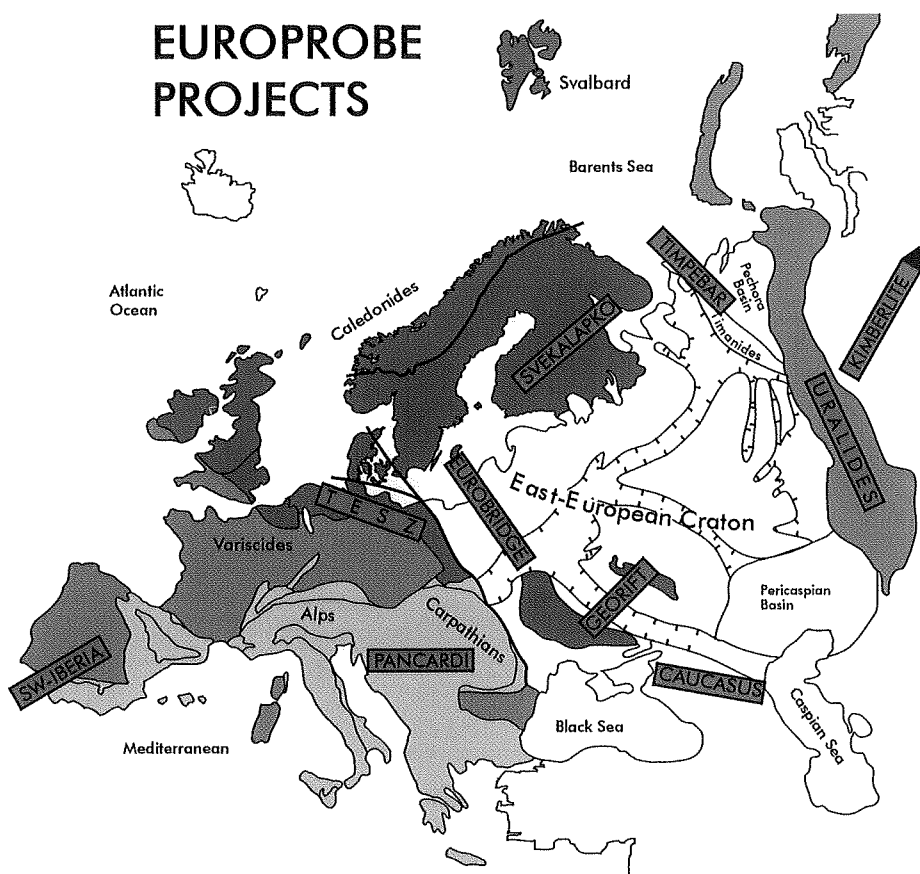 EUROPROBE
PROJECTS
Svalbard
Barents Sea
TIMPEBAR
Pechora
Basin
Timanides
KIMBERLITE
Atlantic
Ocean
Caledonides
SVEKALAPKO
URALIDES
EUROBRIDGE
East-European Craton
T E S Z
Variscides
GEORIFT
Pericaspian
Basin
Alps
Carpathians
SW-IBERIA
PANCARDI
CAUCASUS
Black Sea
Caspian Sea
Mediterranean